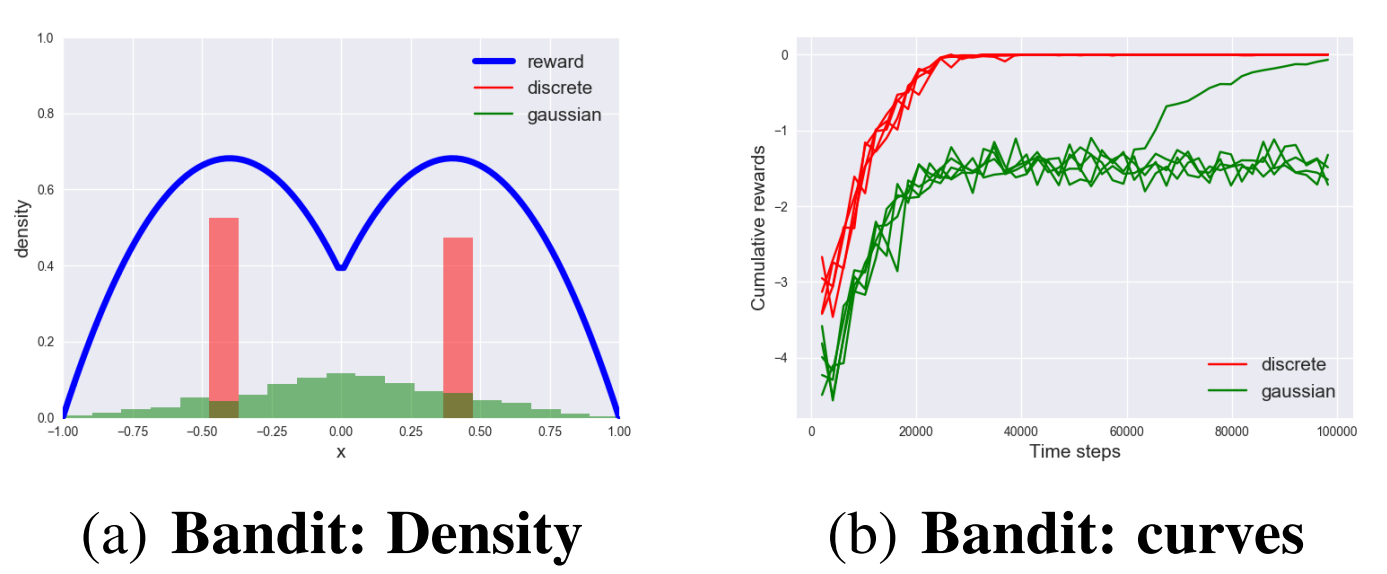 1.0
0.8
0.6
0.4
0.2
0.0
density
reward
discrete
gaussian
−1.00 −0.75 −0.50 −0.25 0.00 0.25 0.50 0.75 1.00
x
0
−1
−2
−3
−4
Cumulative rewards
discrete
gaussian
0 20000 40000 60000 80000 100000
Time steps
(a) Bandit: Density
(b) Bandit: curves